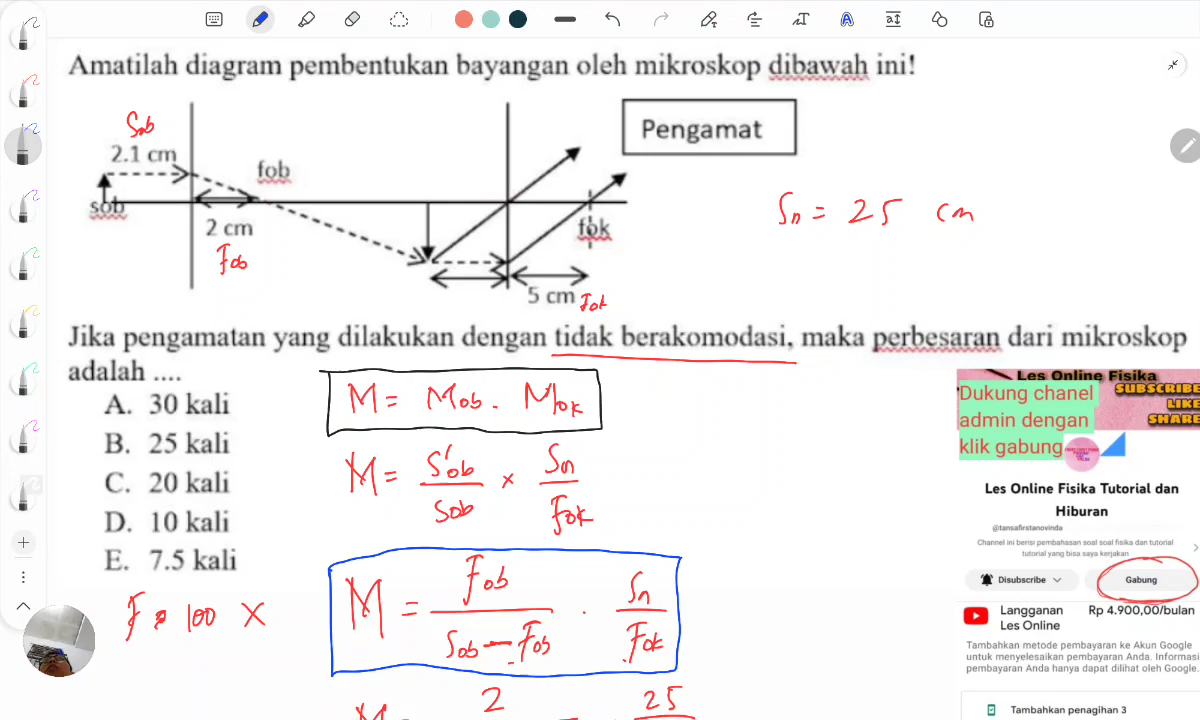 Amatilah diagram pembentukan bayangan oleh mikroskop dibawah ini!
Sob
2.1 cm
fob
sob
2 cm
Fob
Pengamat
fok
5 cm Fok
Sn = 25 cm
Jika pengamatan yang dilakukan dengan tidak berakomodasi, maka perbesaran dari mikroskop
adalah ....
A. 30 kali
B. 25 kali
C. 20 kali
D. 10 kali
E. 7.5 kali
F = 100 X
M = Mob . Mok
M = S'ob / Sob × Sn / Fok
M = Fob / Sob - Fob . Sn / Fok
M 2 25
Les Online Fisika
SUBSCRIBE
LIKE
SHARE
Dukung chanel
admin dengan
klik gabung
Les Online Fisika Tutorial dan
Hiburan
@tansafirstanovinda
Channel ini berisi pembahasan soal soal fisika dan tutorial
tutorial yang bisa saya kerjakan
Disubscribe
Gabung
Langganan Rp 4.900,00/bulan
Les Online
Tambahkan metode pembayaran ke Akun Google
untuk menyelesaikan pembayaran Anda. Informasi
pembayaran Anda hanya dapat dilihat oleh Google.
Tambahkan penagihan 3